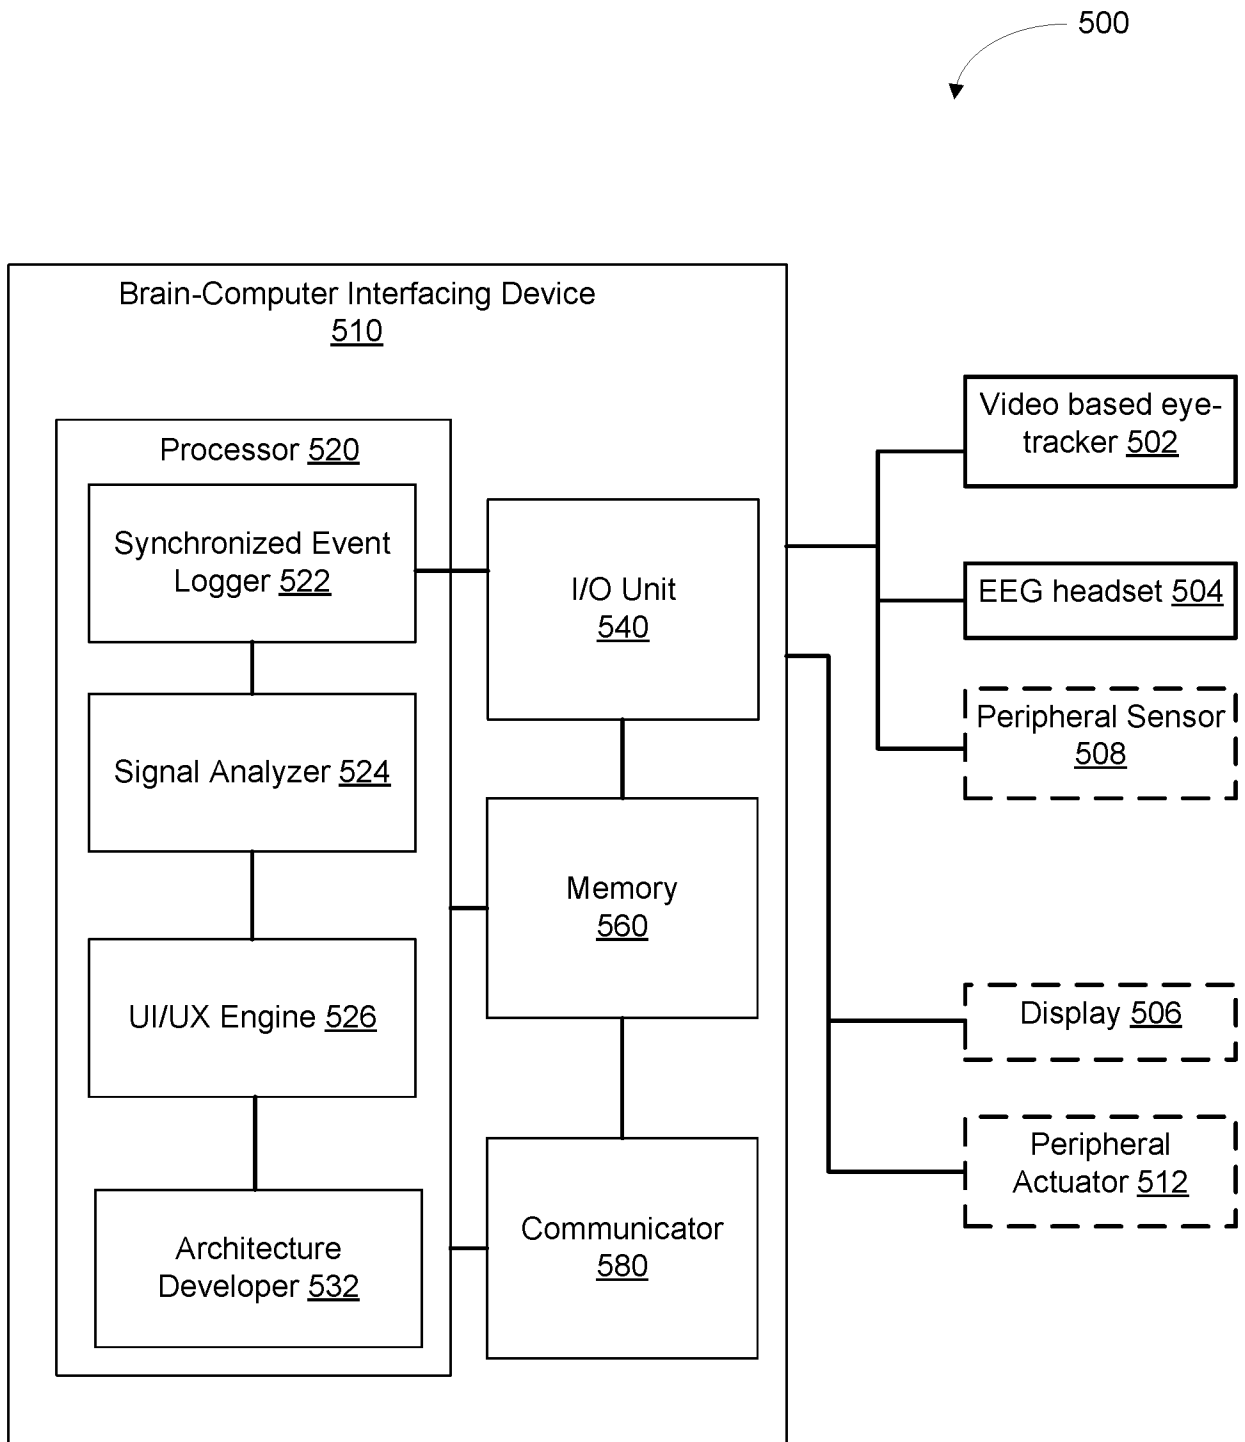 500
Brain-Computer Interfacing Device
510
Processor 520
Synchronized Event
Logger 522
Signal Analyzer 524
UI/UX Engine 526
Architecture
Developer 532
I/O Unit
540
Memory
560
Communicator
580
Video based eye-
tracker 502
EEG headset 504
Peripheral Sensor
508
Display 506
Peripheral
Actuator 512